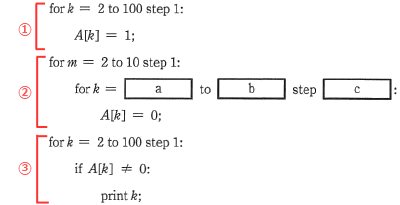 for k = 2 to 100 step 1:
① A[k] = 1;
for m = 2 to 10 step 1:
② for k = a to b step c :
A[k] = 0;
for k = 2 to 100 step 1:
③ if A[k] ≠ 0:
print k;